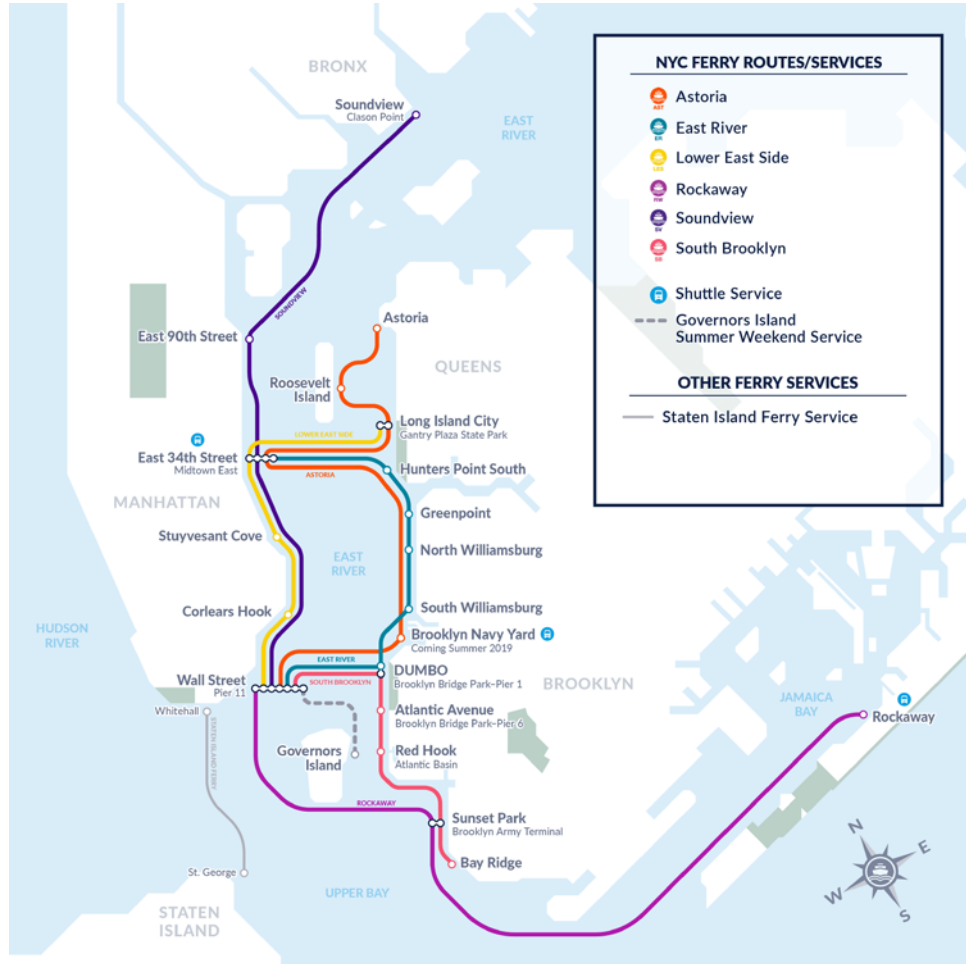 BRONX
Soundview
Clason Point
EAST
RIVER
SOUNDVIEW
East 90th Street
Astoria
QUEENS
Roosevelt
Island
Long Island City
Gantry Plaza State Park
LOWER EAST SIDE
East 34th Street
Midtown East
ASTORIA
Hunters Point South
MANHATTAN
Greenpoint
Stuyvesant Cove
North Williamsburg
EAST
RIVER
Corlears Hook
South Williamsburg
HUDSON
RIVER
Brooklyn Navy Yard
Coming Summer 2019
EAST RIVER
DUMBO
Brooklyn Bridge Park–Pier 1
SOUTH BROOKLYN
Wall Street
Pier 11
BROOKLYN
Whitehall
Atlantic Avenue
Brooklyn Bridge Park–Pier 6
JAMAICA
BAY
Rockaway
STATEN ISLAND FERRY
Governors
Island
Red Hook
Atlantic Basin
ROCKAWAY
Sunset Park
Brooklyn Army Terminal
Bay Ridge
St. George
UPPER BAY
STATEN
ISLAND
N
E
W
S
NYC FERRY ROUTES/SERVICES
AST
Astoria
ER
East River
LES
Lower East Side
RW
Rockaway
SV
Soundview
SB
South Brooklyn
Shuttle Service
Governors Island
Summer Weekend Service
OTHER FERRY SERVICES
Staten Island Ferry Service